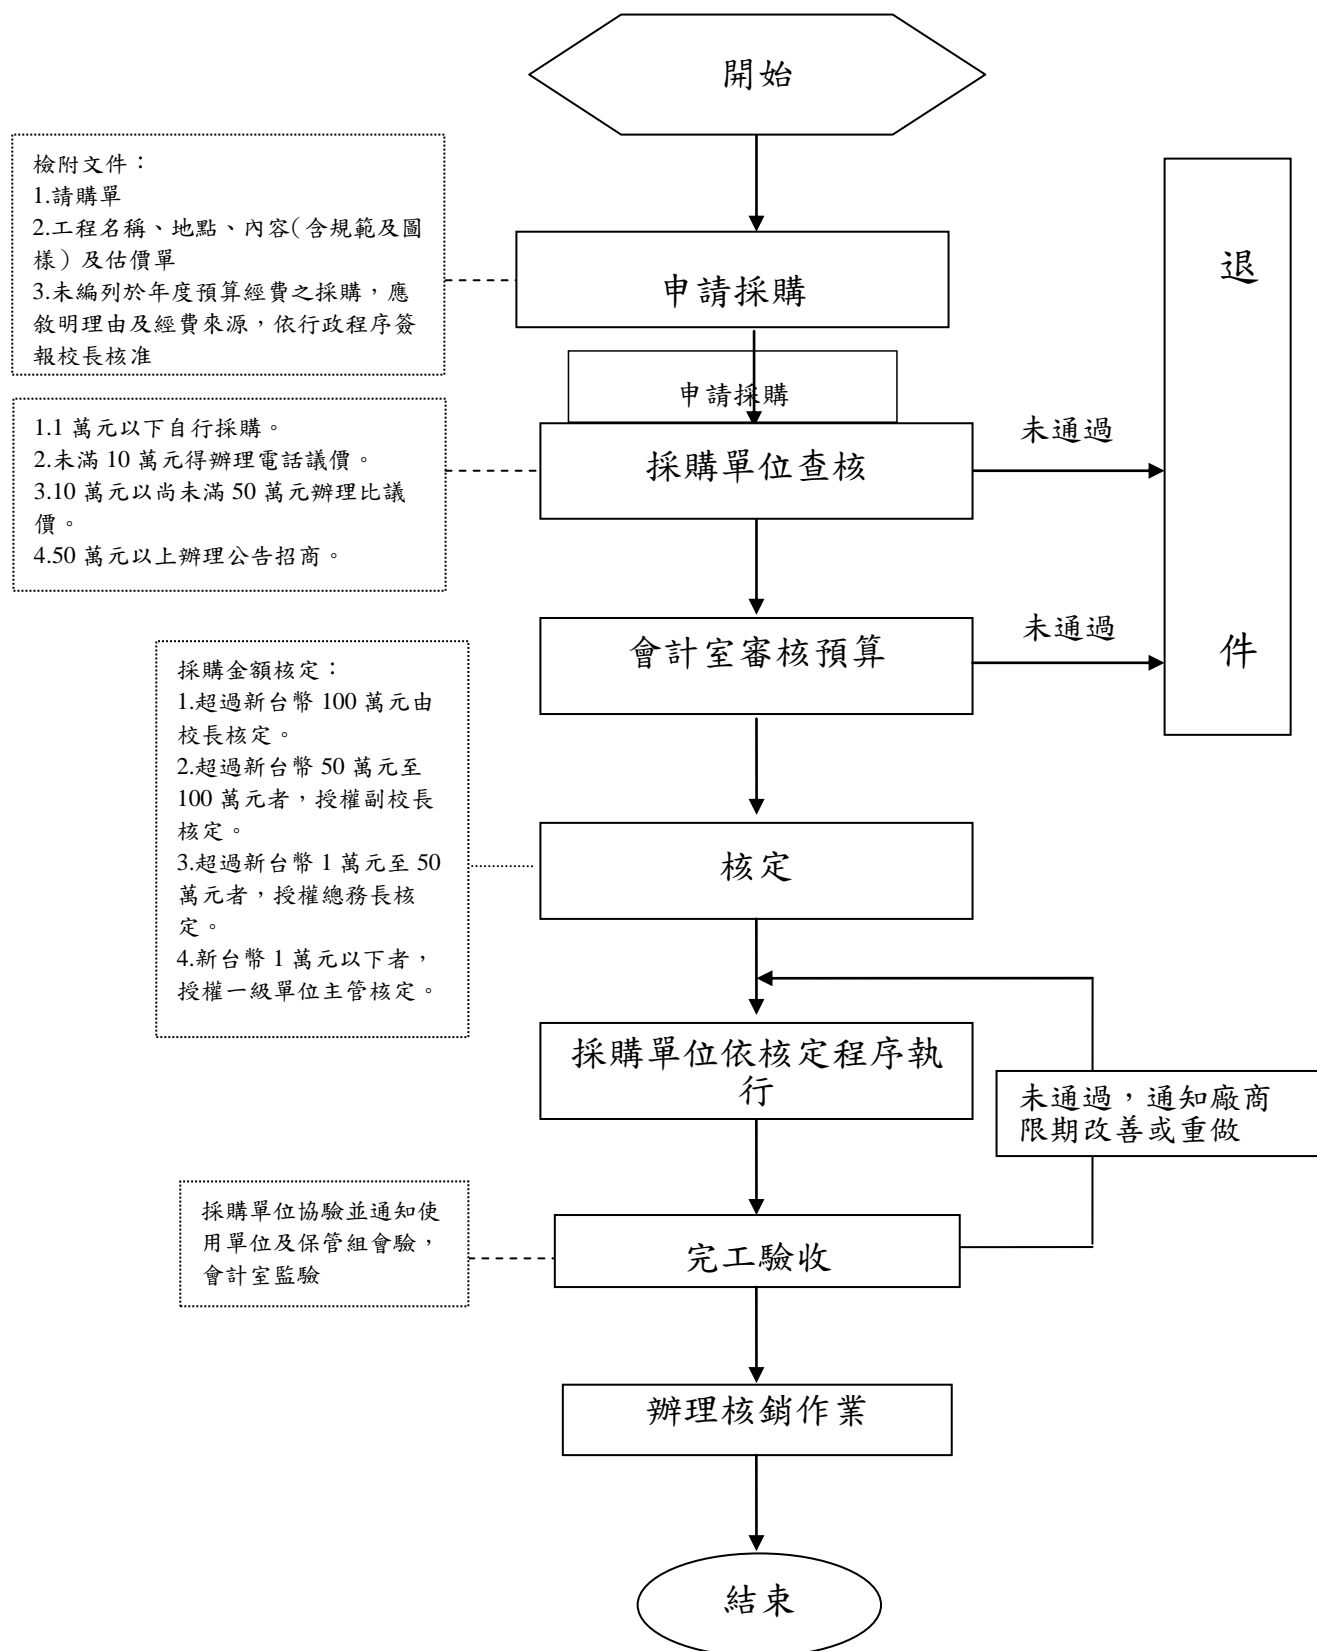 開始
檢附文件：
1.請購單
2.工程名稱、地點、內容（含規範及圖
樣）及估價單
3.未編列於年度預算經費之採購，應
敘明理由及經費來源，依行政程序簽
報校長核准
退
件
申請採購
申請採購
1.1 萬元以下自行採購。
2.未滿 10 萬元得辦理電話議價。
3.10 萬元以尚未滿 50 萬元辦理比議
價。
4.50 萬元以上辦理公告招商。
採購單位查核
未通過
會計室審核預算
未通過
採購金額核定：
1.超過新台幣 100 萬元由
校長核定。
2.超過新台幣 50 萬元至
100 萬元者，授權副校長
核定。
3.超過新台幣 1 萬元至 50
萬元者，授權總務長核
定。
4.新台幣 1 萬元以下者，
授權一級單位主管核定。
核定
採購單位依核定程序執
行
未通過，通知廠商
限期改善或重做
採購單位協驗並通知使
用單位及保管組會驗，
會計室監驗
完工驗收
辦理核銷作業
結束